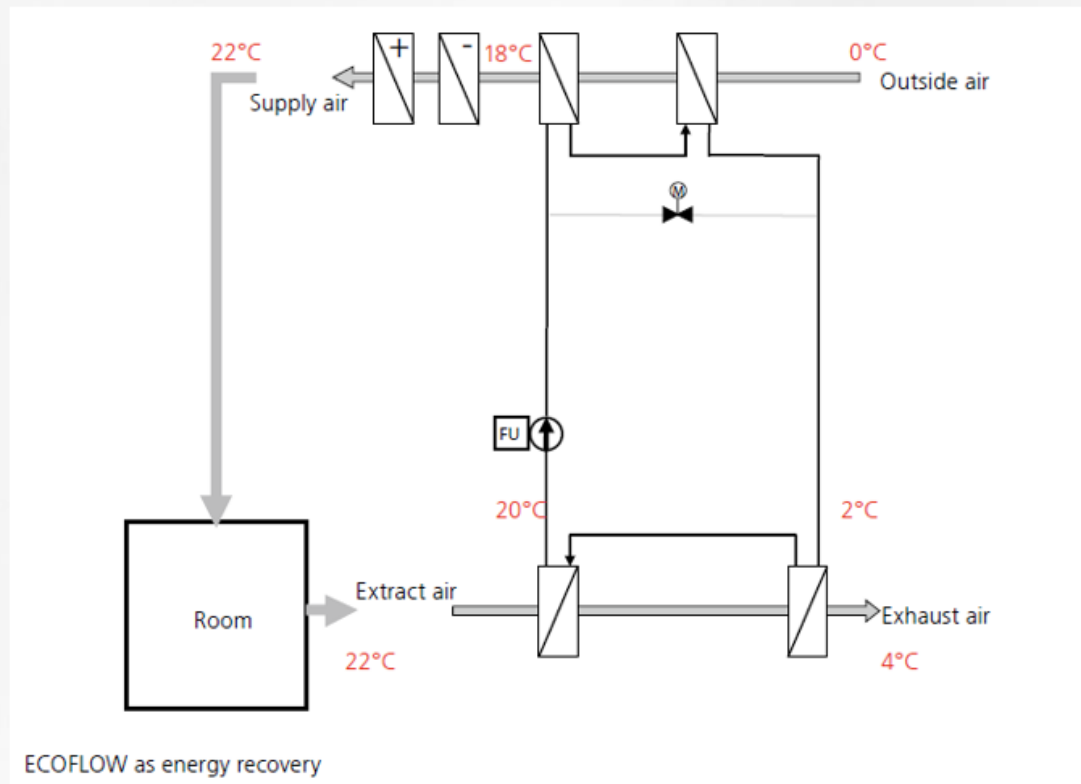 22°C
+
-
18°C
0°C
Supply air
Outside air
M
FU
20°C
2°C
Room
Extract air
Exhaust air
22°C
4°C
ECOFLOW as energy recovery